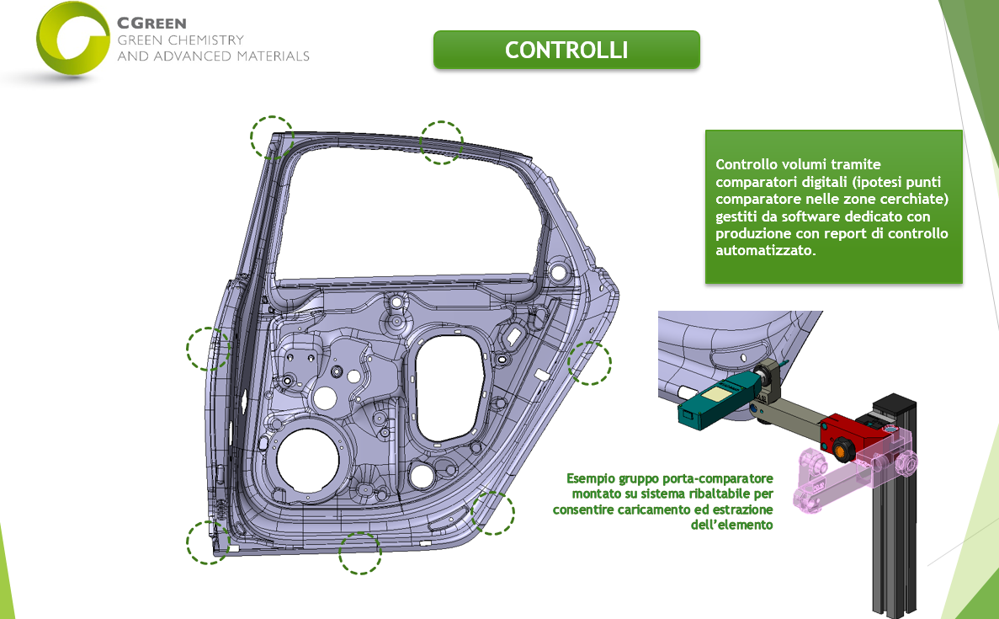 CGREEN
GREEN CHEMISTRY
AND ADVANCED MATERIALS
CONTROLLI
Controllo volumi tramite
comparatori digitali (ipotesi punti
comparatore nelle zone cerchiate)
gestiti da software dedicato con
produzione con report di controllo
automatizzato.
Esempio gruppo porta-comparatore
montato su sistema ribaltabile per
consentire caricamento ed estrazione
dell’elemento